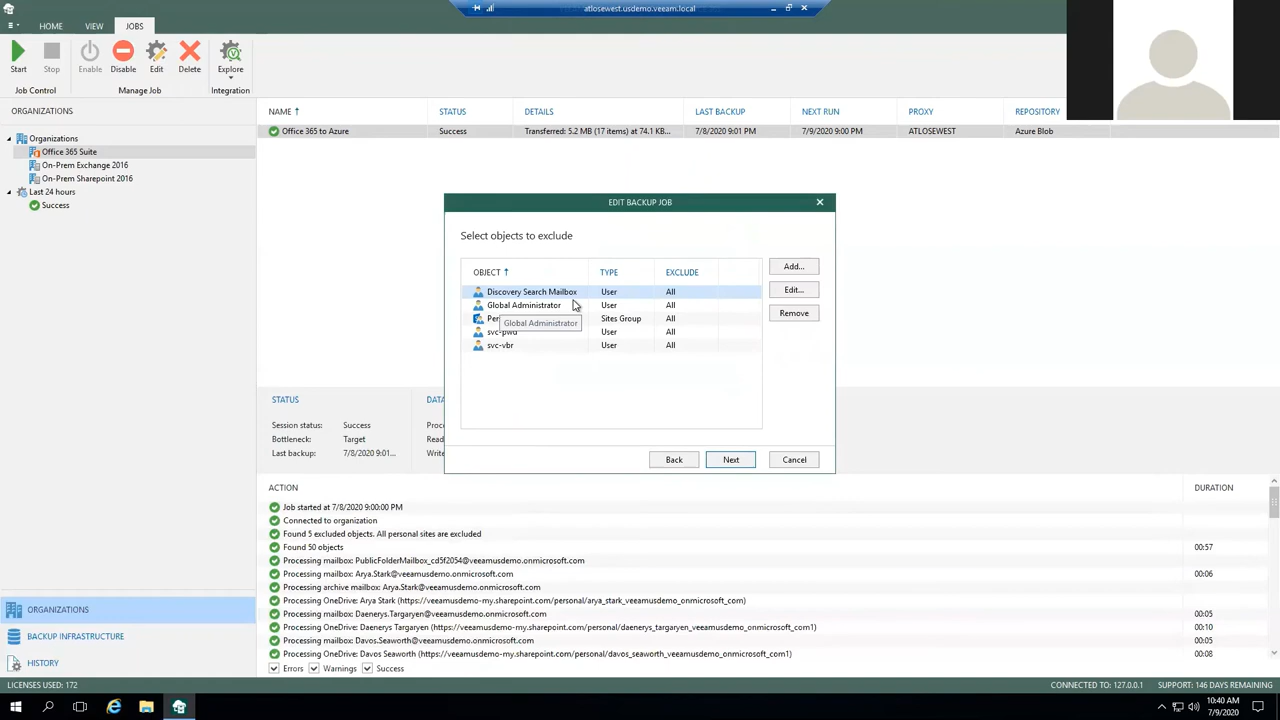 atlosewest.usdemo.veeam.local
HOME VIEW JOBS
Start Stop Enable Disable Edit Delete Explore
Job Control Manage Job Integration
ORGANIZATIONS
Organizations
Office 365 Suite
On-Prem Exchange 2016
On-Prem Sharepoint 2016
Last 24 hours
Success
NAME STATUS DETAILS LAST BACKUP NEXT RUN PROXY REPOSITORY
Office 365 to Azure Success Transferred: 5.2 MB (17 items) at 74.1 KB... 7/8/2020 9:01 PM 7/9/2020 9:00 PM ATLOSEWEST Azure Blob
EDIT BACKUP JOB
Select objects to exclude
OBJECT TYPE EXCLUDE
Discovery Search Mailbox User All
Global Administrator User All
Per Sites Group All
Global Administrator
svc-pwd User All
svc-vbr User All
Add...
Edit...
Remove
Back Next Cancel
STATUS
Session status: Success
Bottleneck: Target
Last backup: 7/8/2020 9:01...
DATA
Proc
Read
Write
ACTION DURATION
Job started at 7/8/2020 9:00:00 PM
Connected to organization
Found 5 excluded objects. All personal sites are excluded
Found 50 objects 00:57
Processing mailbox: PublicFolderMailbox_cd5f2054@veeamusdemo.onmicrosoft.com
Processing mailbox: Arya.Stark@veeamusdemo.onmicrosoft.com 00:06
Processing archive mailbox: Arya.Stark@veeamusdemo.onmicrosoft.com
Processing OneDrive: Arya Stark (https://veeamusdemo-my.sharepoint.com/personal/arya_stark_veeamusdemo_onmicrosoft_com)
Processing mailbox: Daenerys.Targaryen@veeamusdemo.onmicrosoft.com 00:05
Processing OneDrive: Daenerys Targaryen (https://veeamusdemo-my.sharepoint.com/personal/daenerys_targaryen_veeamusdemo_onmicrosoft_com1) 00:10
Processing mailbox: Davos.Seaworth@veeamusdemo.onmicrosoft.com 00:05
Processing OneDrive: Davos Seaworth (https://veeamusdemo-my.sharepoint.com/personal/davos_seaworth_veeamusdemo_onmicrosoft_com1) 00:08
Errors Warnings Success
ORGANIZATIONS
BACKUP INFRASTRUCTURE
HISTORY
LICENSES USED: 172 CONNECTED TO: 127.0.0.1 SUPPORT: 146 DAYS REMAINING
10:40 AM
7/9/2020